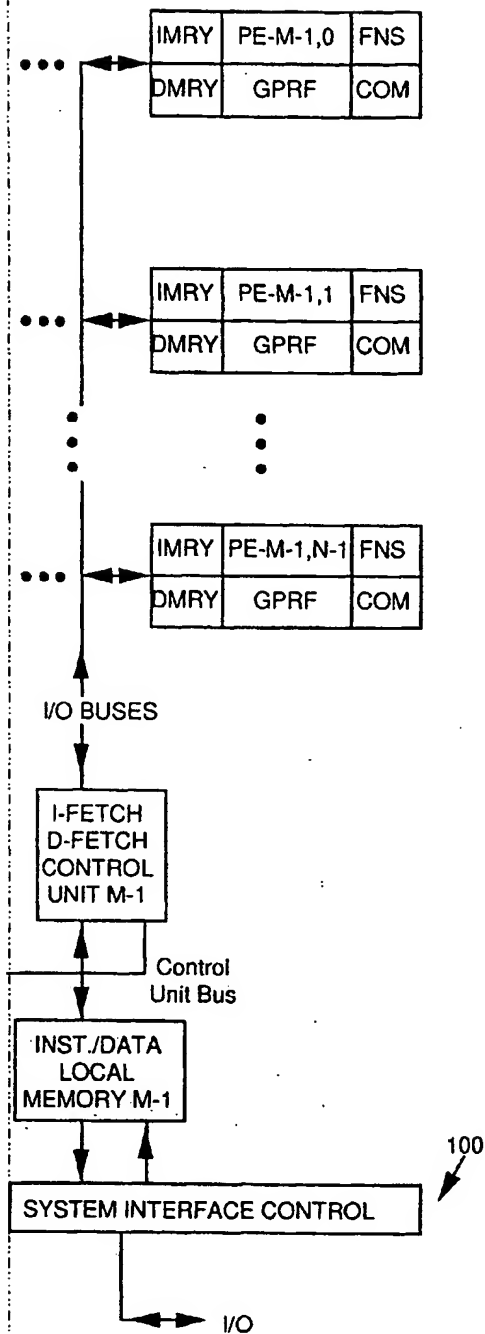 IMRY PE-M-1,0 FNS
DMRY GPRF COM
IMRY PE-M-1,1 FNS
DMRY GPRF COM
IMRY PE-M-1,N-1 FNS
DMRY GPRF COM
I/O BUSES
I-FETCH
D-FETCH
CONTROL
UNIT M-1
Control
Unit Bus
INST./DATA
LOCAL
MEMORY M-1
100
SYSTEM INTERFACE CONTROL
I/O